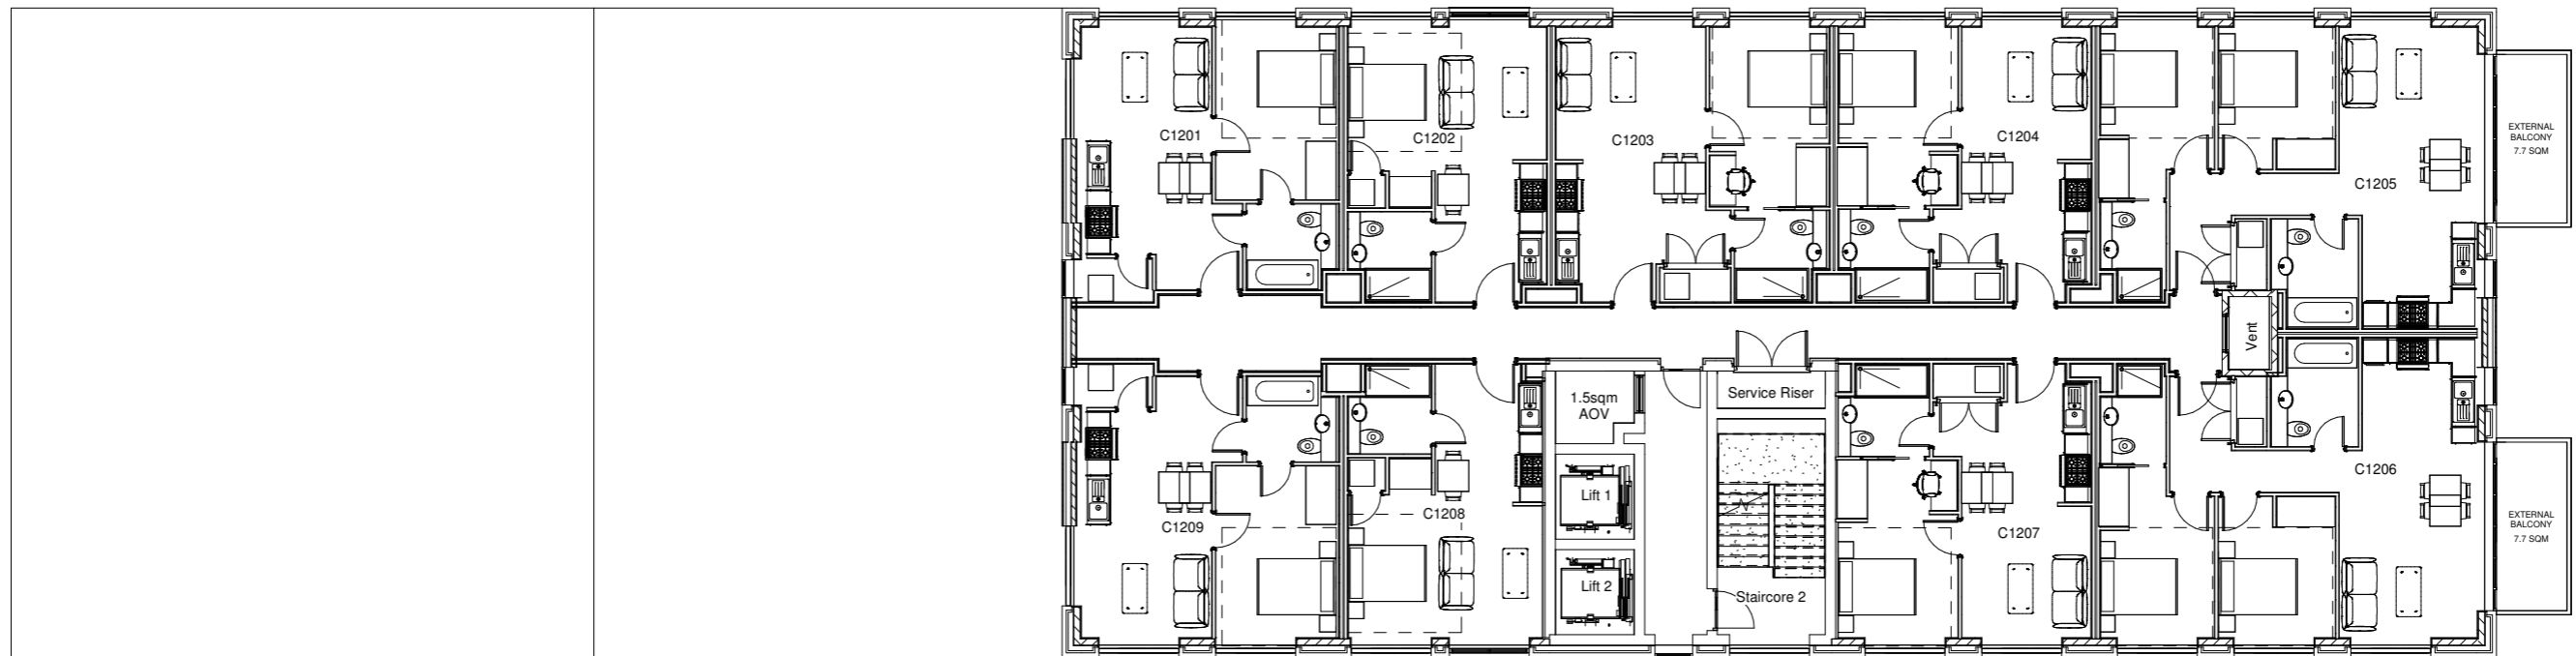 C1201
C1202
C1203
C1204
C1205
EXTERNAL
BALCONY
7.7 SQM
Vent
1.5sqm
AOV
Service Riser
Lift 1
Lift 2
Staircore 2
C1209
C1208
C1207
C1206
EXTERNAL
BALCONY
7.7 SQM